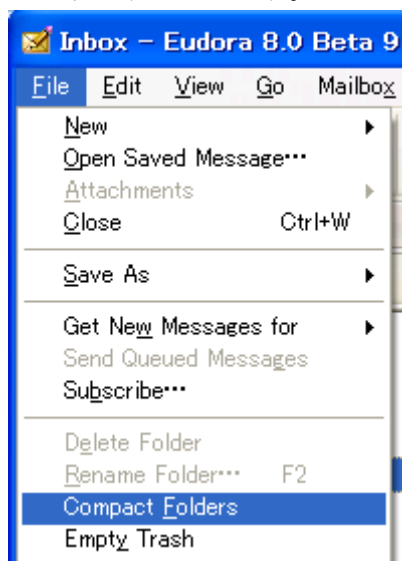 Inbox - Eudora 8.0 Beta 9
File Edit View Go Mailbox
New
Open Saved Message…
Attachments
Close Ctrl+W
Save As
Get New Messages for
Send Queued Messages
Subscribe…
Delete Folder
Rename Folder… F2
Compact Folders
Empty Trash